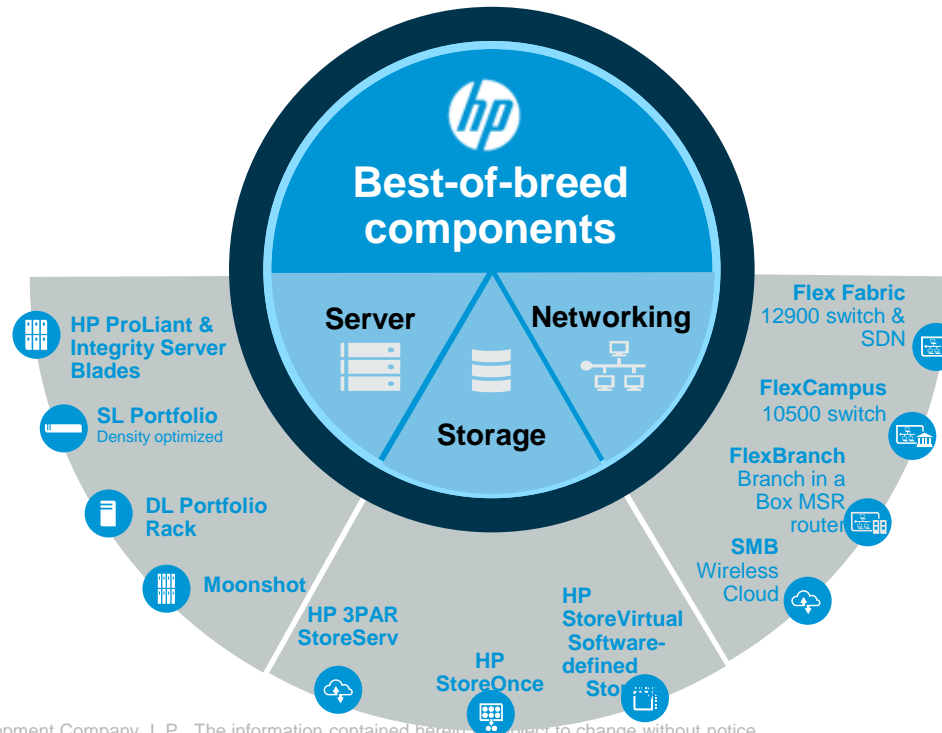 hp
Best-of-breed
components
Server
Networking
Storage
HP ProLiant &
Integrity Server
Blades
SL Portfolio
Density optimized
DL Portfolio
Rack
Moonshot
HP 3PAR
StoreServ
HP
StoreOnce
HP
StoreVirtual
Software-
defined
Flex Fabric
12900 switch &
SDN
FlexCampus
10500 switch
FlexBranch
Branch in a
Box MSR
router
SMB
Wireless
Cloud
Company, L.P. The information contained herein to change without notice